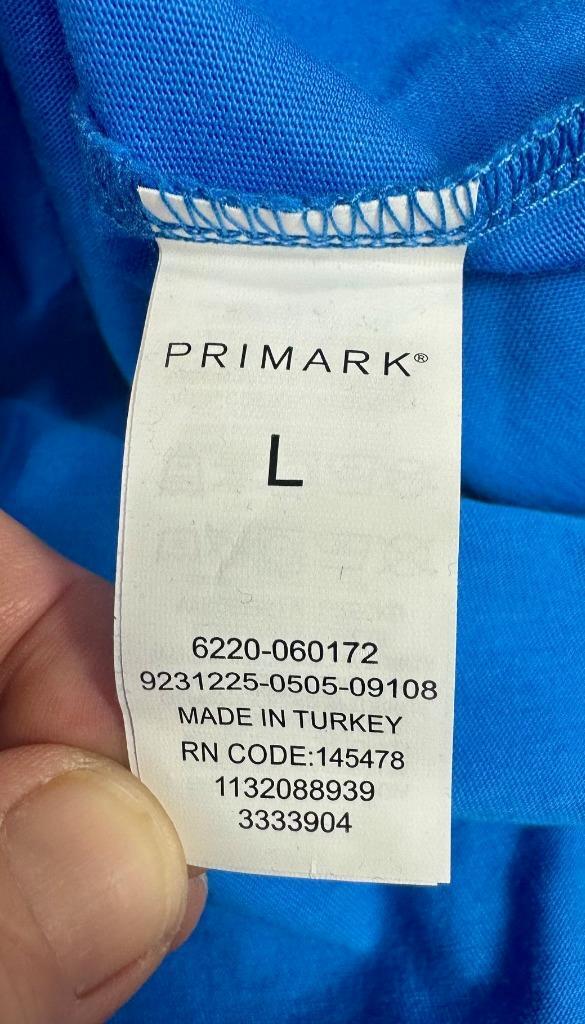 PRIMARK®
L
6220-060172
9231225-0505-09108
MADE IN TURKEY
RN CODE:145478
1132088939
3333904